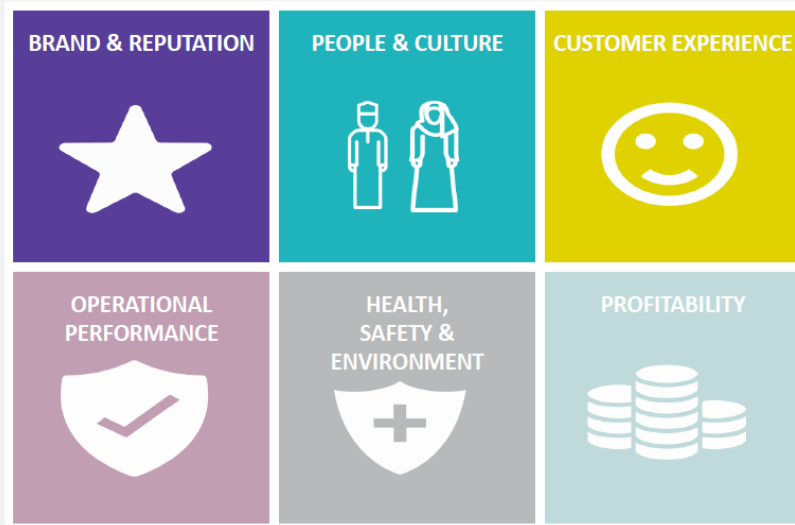 BRAND & REPUTATION
PEOPLE & CULTURE
CUSTOMER EXPERIENCE
OPERATIONAL
PERFORMANCE
HEALTH,
SAFETY &
ENVIRONMENT
PROFITABILITY